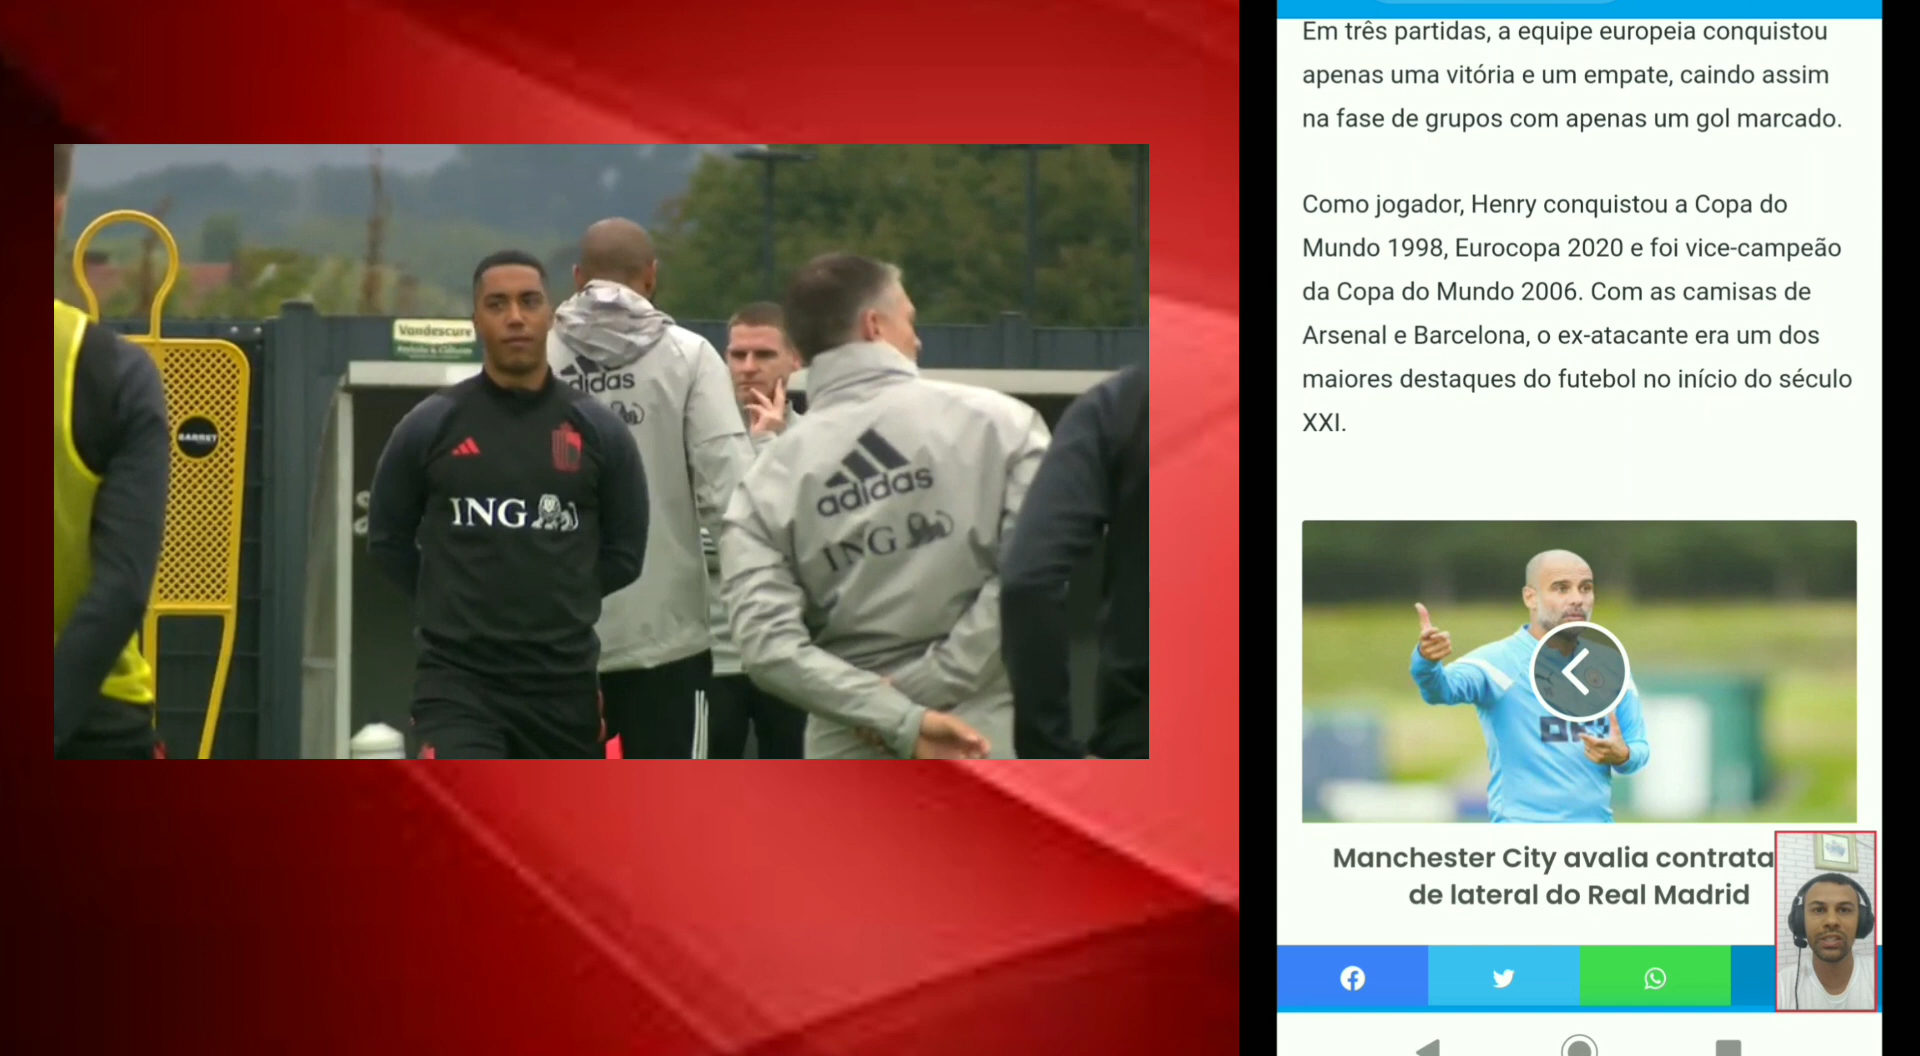 Vandescure
BARRET
adidas
ING
adidas
ING
Em três partidas, a equipe europeia conquistou
apenas uma vitória e um empate, caindo assim
na fase de grupos com apenas um gol marcado.
Como jogador, Henry conquistou a Copa do
Mundo 1998, Eurocopa 2020 e foi vice-campeão
da Copa do Mundo 2006. Com as camisas de
Arsenal e Barcelona, o ex-atacante era um dos
maiores destaques do futebol no início do século
XXI.
Manchester City avalia contrata
de lateral do Real Madrid